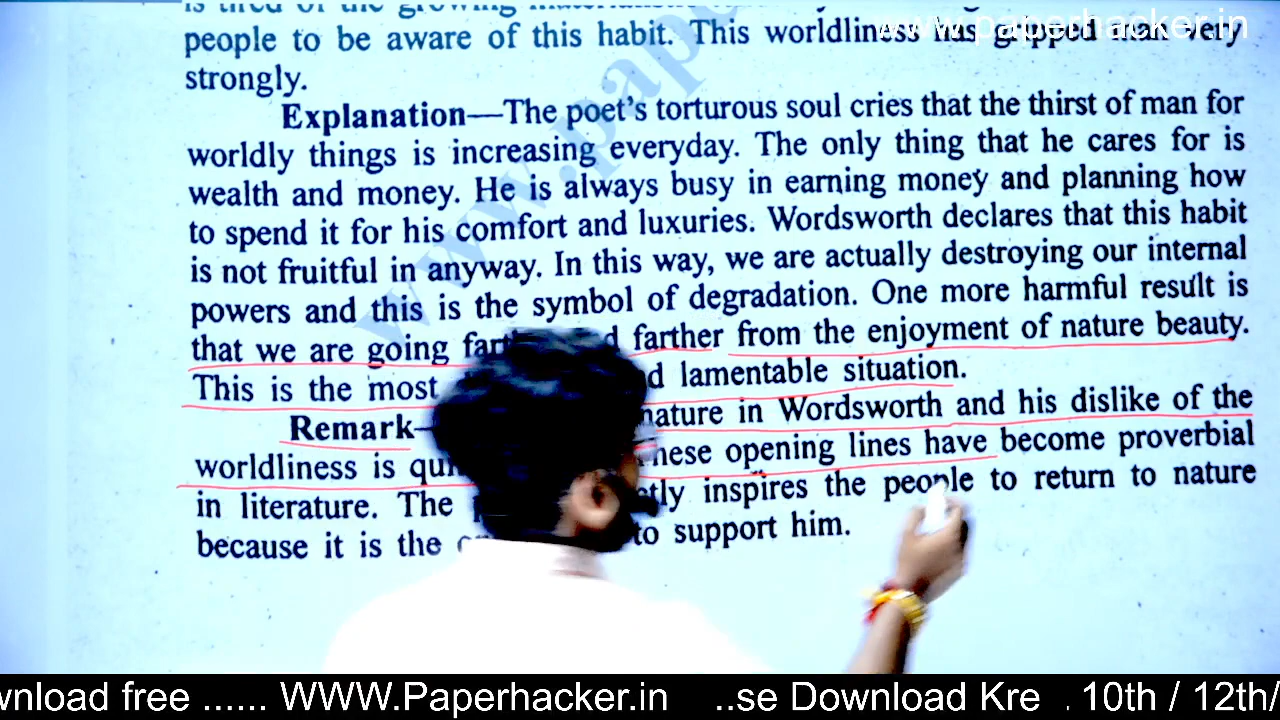 www.paperhacker.in
people to be aware of this habit. This worldliness has gripped man very
strongly.
Explanation—The poet's torturous soul cries that the thirst of man for
worldly things is increasing everyday. The only thing that he cares for is
wealth and money. He is always busy in earning money and planning how
to spend it for his comfort and luxuries. Wordsworth declares that this habit
is not fruitful in anyway. In this way, we are actually destroying our internal
powers and this is the symbol of degradation. One more harmful result is
that we are going farther from the enjoyment of nature beauty.
This is the most lamentable situation.
Remark— nature in Wordsworth and his dislike of the
worldliness is opening lines have become proverbial
in literature. The inspires the people to return to nature
because it is the to support him.
wnload free ...... WWW.Paperhacker.in ..se Download Kre . 10th / 12th/